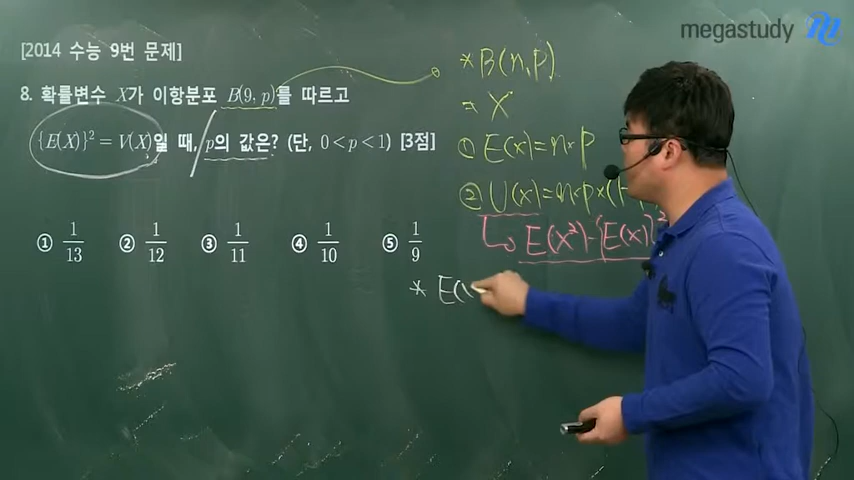 megastudy
[2014 수능 9번 문제]
8. 확률변수 X가 이항분포 B(9, p)를 따르고
{E(X)}² = V(X)일 때, p의 값은? (단, 0 < p < 1) [3점]
① 1/13 ② 1/12 ③ 1/11 ④ 1/10 ⑤ 1/9
* B(n, P)
⇒ X
① E(x) = n×p
② V(x) = n×p×(1-
↳ E(x²)-{E(x)}²
* E(